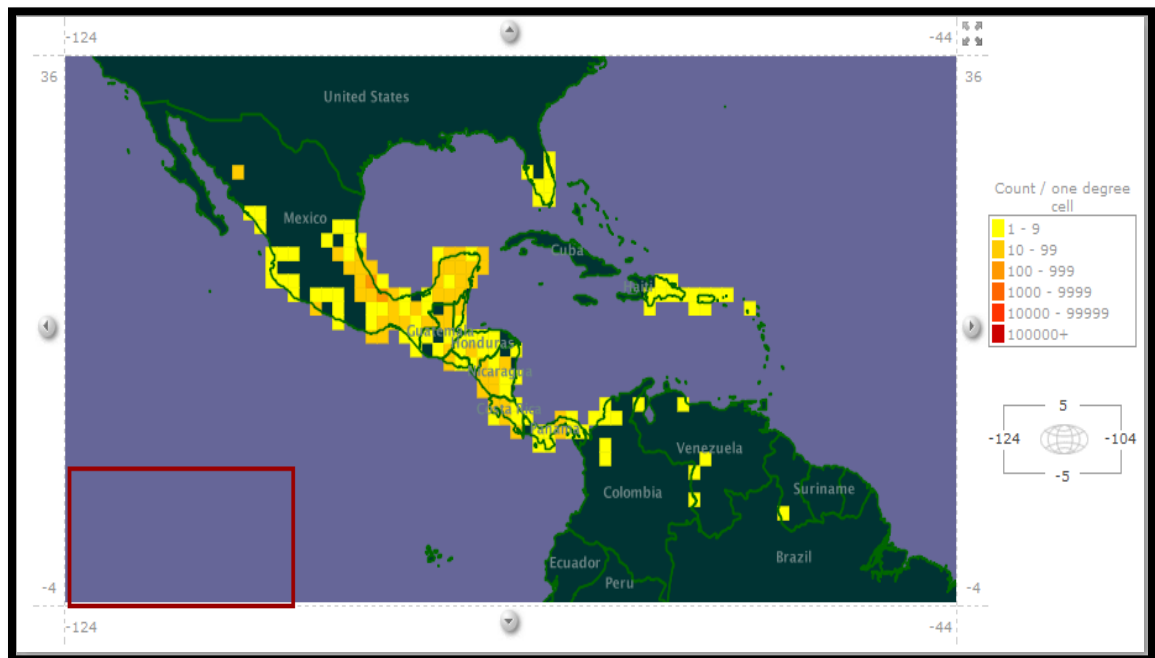 -124
-44
36
36
United States
Mexico
Cuba
Haiti
Guatemala
Honduras
Nicaragua
Costa Rica
Panama
Venezuela
Colombia
Suriname
Ecuador
Brazil
Peru
-4
-4
-124
-44
Count / one degree
cell
1 - 9
10 - 99
100 - 999
1000 - 9999
10000 - 99999
100000+
5
-124
-104
-5